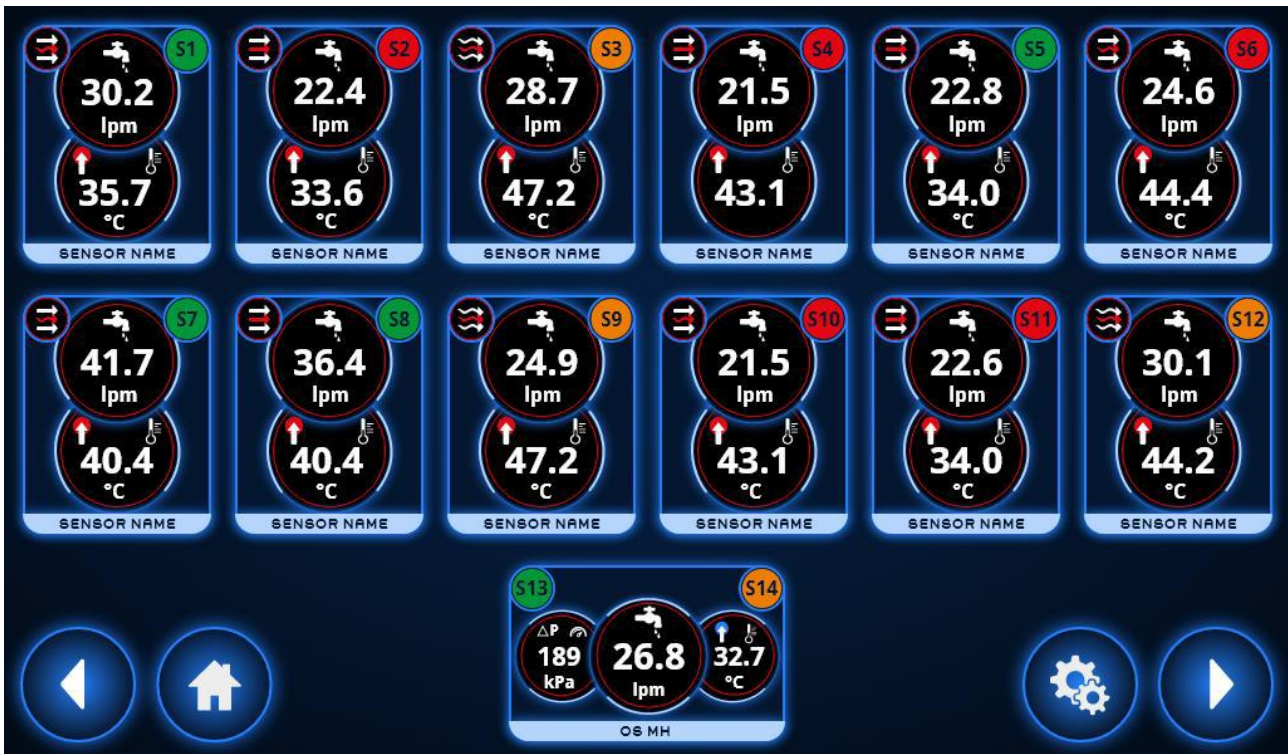 S1 S2 S3 S4 S5 S6
30.2 22.4 28.7 21.5 22.8 24.6
lpm lpm lpm lpm lpm lpm
35.7 33.6 47.2 43.1 34.0 44.4
°C °C °C °C °C
SENSOR NAME SENSOR NAME SENSOR NAME SENSOR NAME SENSOR NAME SENSOR NAME
S7 S8 S9 S10 S11 S12
41.7 36.4 24.9 21.5 22.6 30.1
lpm lpm lpm lpm lpm lpm
40.4 40.4 47.2 43.1 34.0 44.2
°C °C °C °C °C °C
SENSOR NAME SENSOR NAME SENSOR NAME SENSOR NAME SENSOR NAME SENSOR NAME
S13 S14
△P
189 26.8 32.7
kPa lpm °C
OS MH